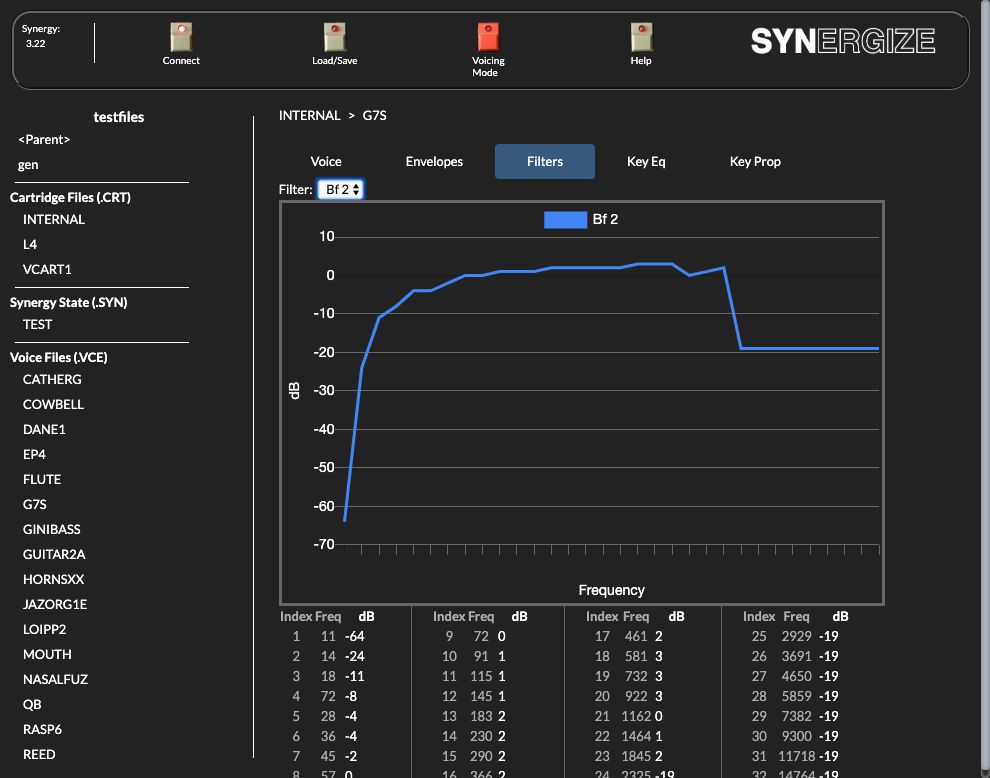 Synergy:
3.22
Connect
Load/Save
Voicing
Mode
Help
SYNERGIZE
testfiles
<Parent>
gen
Cartridge Files (.CRT)
INTERNAL
L4
VCART1
Synergy State (.SYN)
TEST
Voice Files (.VCE)
CATHERG
COWBELL
DANE1
EP4
FLUTE
G7S
GINIBASS
GUITAR2A
HORNSXX
JAZORG1E
LOIPP2
MOUTH
NASALFUZ
QB
RASP6
REED
INTERNAL > G7S
Voice Envelopes Filters Key Eq Key Prop
Filter: Bf 2
Bf 2
10
0
-10
-20
-30
-40
-50
-60
-70
dB
Frequency
Index Freq dB Index Freq dB Index Freq dB Index Freq dB
1 11 -64 9 72 0 17 461 2 25 2929 -19
2 14 -24 10 91 1 18 581 3 26 3691 -19
3 18 -11 11 115 1 19 732 3 27 4650 -19
4 72 -8 12 145 1 20 922 3 28 5859 -19
5 28 -4 13 183 2 21 1162 0 29 7382 -19
6 36 -4 14 230 2 22 1464 1 30 9300 -19
7 45 -2 15 290 2 23 1845 2 31 11718 -19
8 57 0 16 366 2 24 2325 -19 32 14764 -19